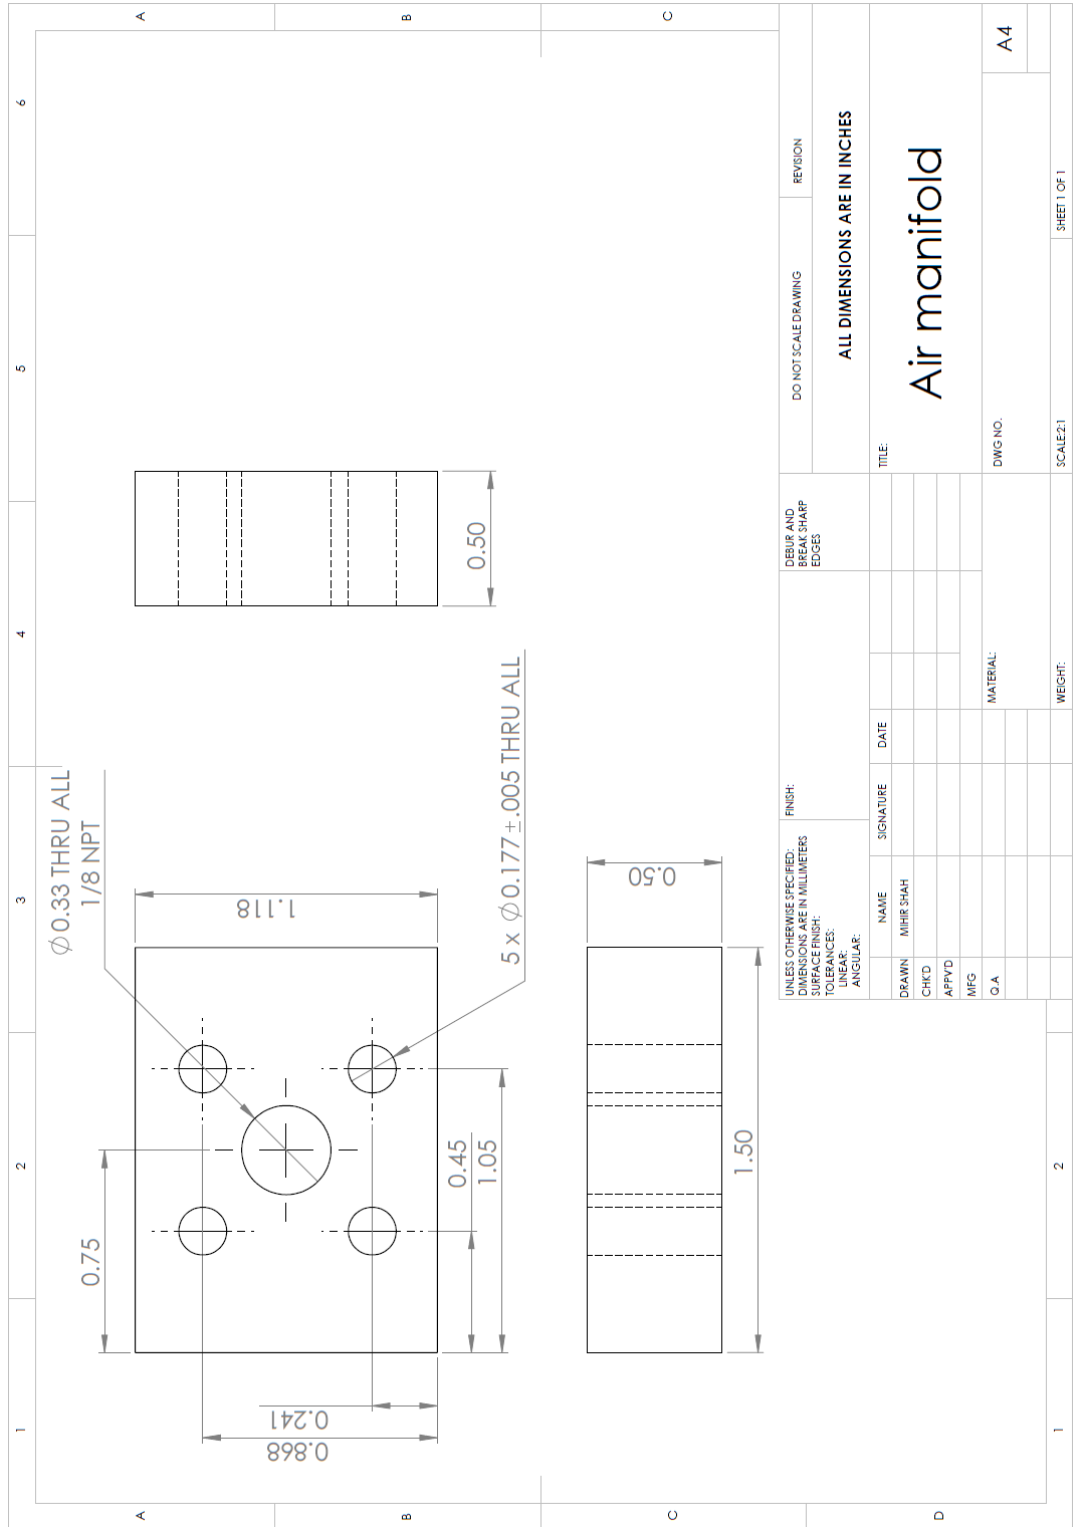 6
5
4
3
2
1
A
B
C
A
B
C
D
2
1
Ø0.33 THRU ALL
1/8 NPT
0.75
1.118
5 x Ø0.177±.005 THRU ALL
0.868
0.241
0.45
1.05
0.50
0.50
1.50
UNLESS OTHERWISE SPECIFIED:
DIMENSIONS ARE IN MILLIMETERS
SURFACE FINISH:
TOLERANCES:
LINEAR:
ANGULAR:
FINISH:
DEBUR AND
BREAK SHARP
EDGES
DO NOT SCALE DRAWING
REVISION
ALL DIMENSIONS ARE IN INCHES
NAME
SIGNATURE
DATE
DRAWN
MIHIR SHAH
CHK'D
APPV'D
MFG
Q.A
TITLE:
Air manifold
MATERIAL:
DWG NO.
A4
WEIGHT:
SCALE:2:1
SHEET 1 OF 1